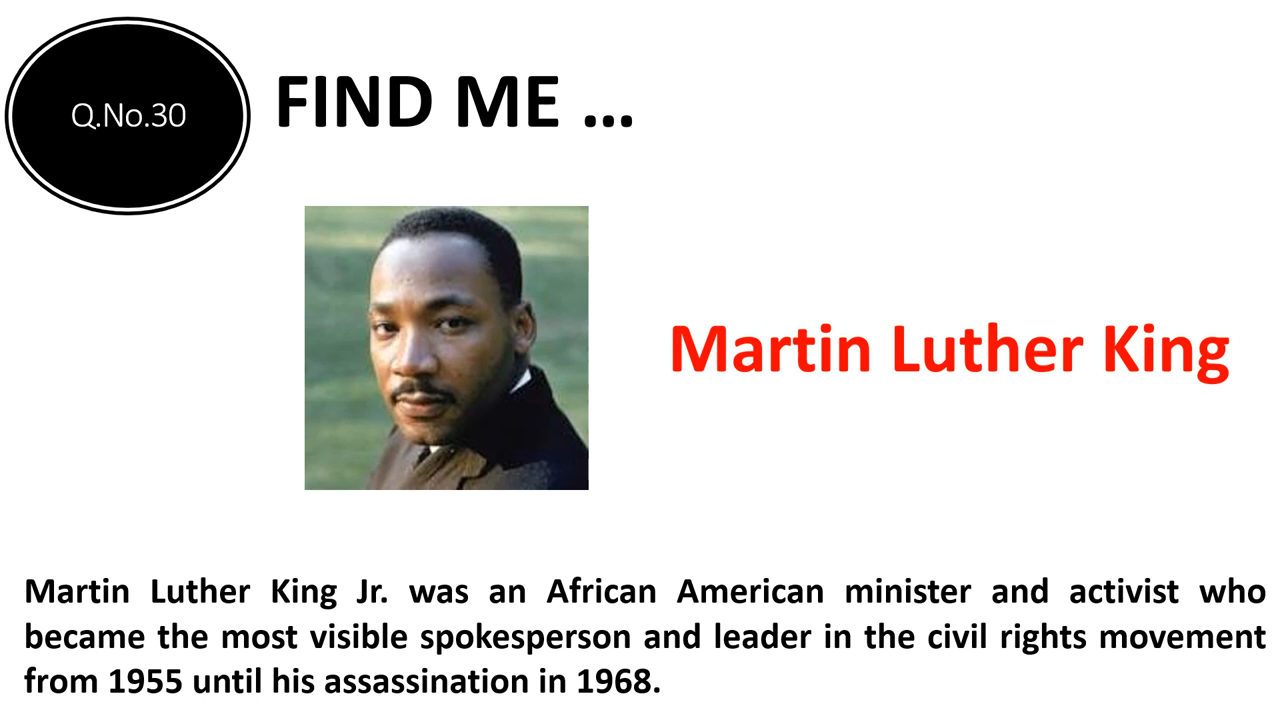 Q.No.30
FIND ME ...
Martin Luther King
Martin Luther King Jr. was an African American minister and activist who
became the most visible spokesperson and leader in the civil rights movement
from 1955 until his assassination in 1968.